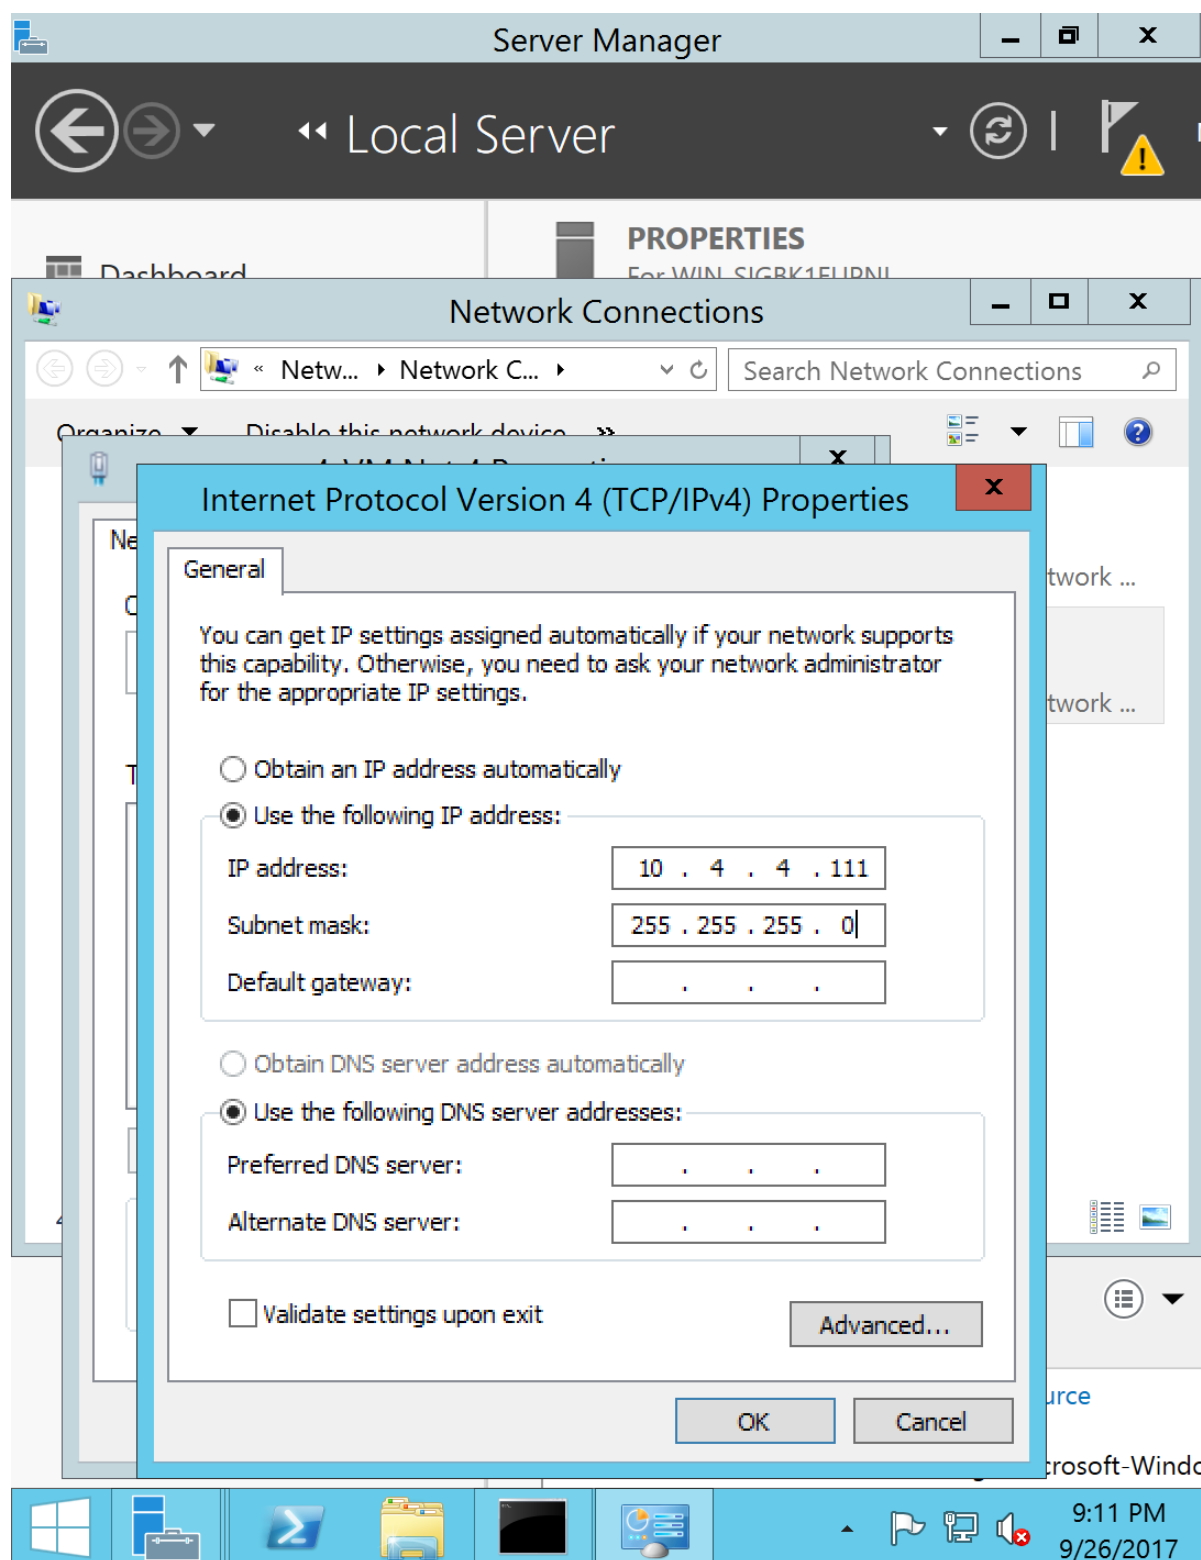 Server Manager
Local Server
Dashboard
PROPERTIES
Network Connections
« Netw... Network C...
Search Network Connections
Organize Disable this network device »
Internet Protocol Version 4 (TCP/IPv4) Properties
Ne
twork ...
General
You can get IP settings assigned automatically if your network supports
this capability. Otherwise, you need to ask your network administrator
for the appropriate IP settings.
twork ...
Obtain an IP address automatically
Use the following IP address:
IP address: 10 . 4 . 4 . 111
Subnet mask: 255 . 255 . 255 . 0
Default gateway: . . .
Obtain DNS server address automatically
Use the following DNS server addresses:
Preferred DNS server: . . .
Alternate DNS server: . . .
Validate settings upon exit
Advanced...
OK Cancel
urce
crosoft-Windo
9:11 PM
9/26/2017